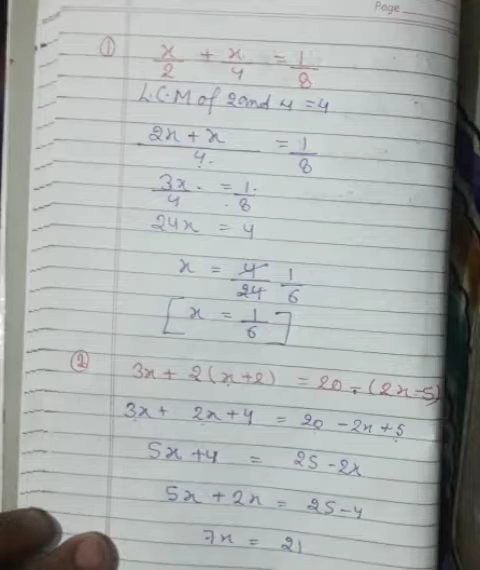 Page
① x/2 + x/4 = 1/8
L.C.M of 2 and 4 = 4
2x + x / 4 = 1/8
3x/4 = 1/8
24x = 4
x = 4/24 1/6
[x = 1/6]
② 3x + 2(x+2) = 20 - (2x-5)
3x + 2x + 4 = 20 - 2x + 5
5x + 4 = 25 - 2x
5x + 2x = 25 - 4
7x = 21